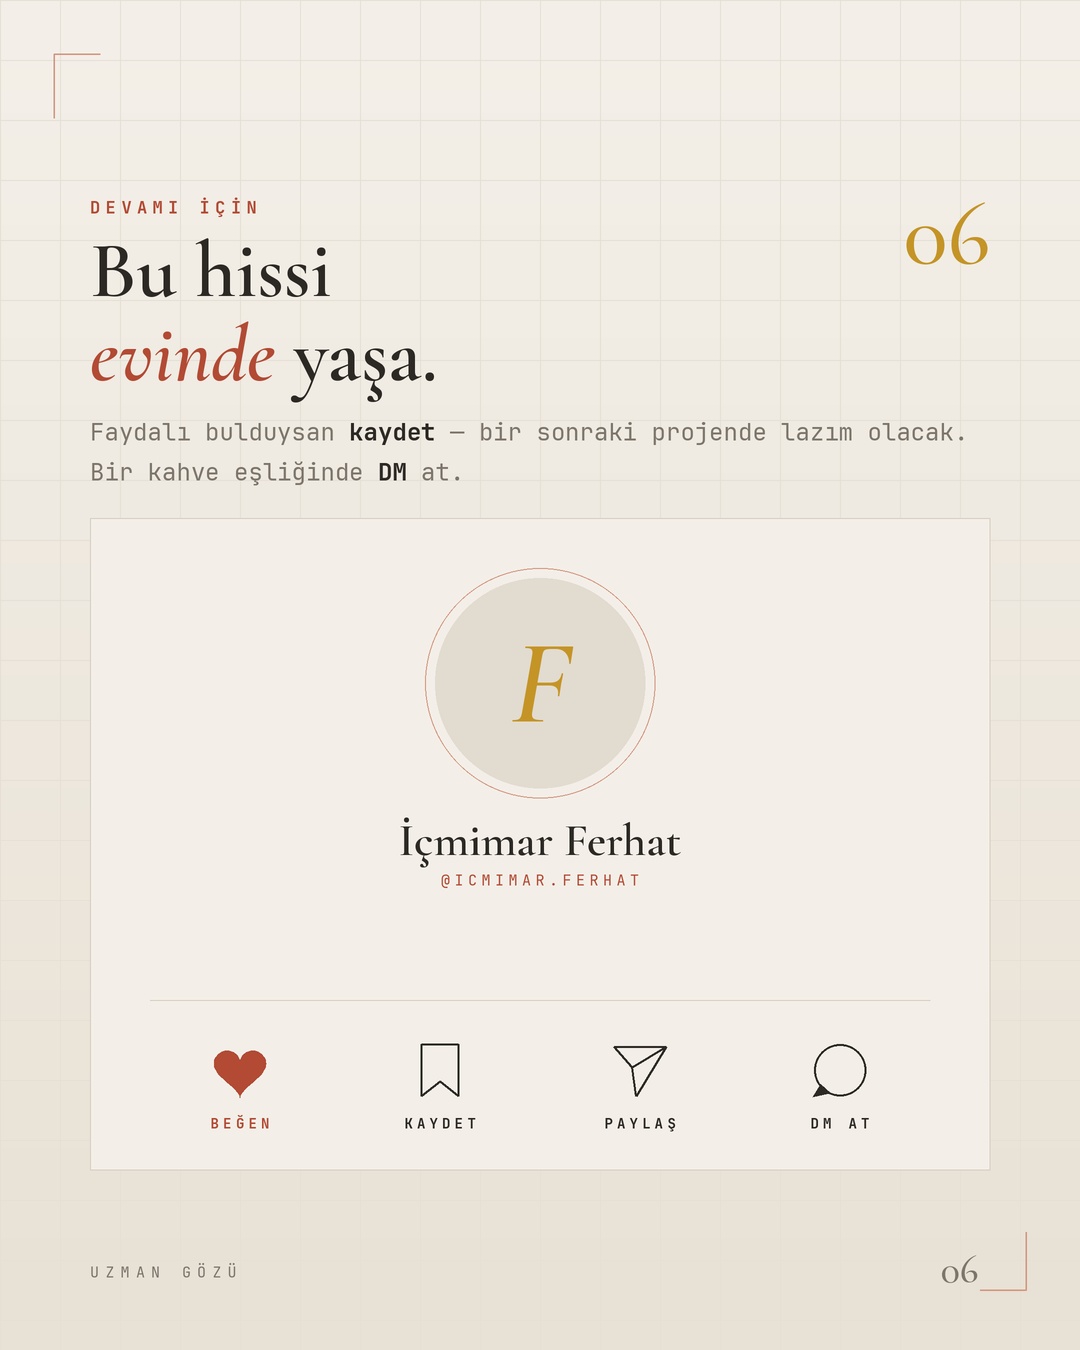 DEVAMI İÇİN
06
Bu hissi
evinde yaşa.
Faydalı bulduysan kaydet — bir sonraki projende lazım olacak.
Bir kahve eşliğinde DM at.
F
İçmimar Ferhat
@ICMIMAR.FERHAT
BEĞEN
KAYDET
PAYLAŞ
DM AT
UZMAN GÖZÜ
06